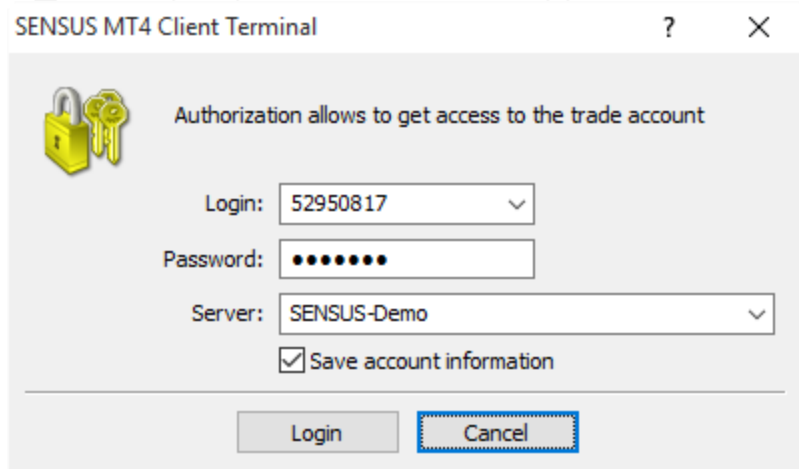 SENSUS MT4 Client Terminal ?
Authorization allows to get access to the trade account
Login: 52950817
Password: •••••••
Server: SENSUS-Demo
Save account information
Login Cancel